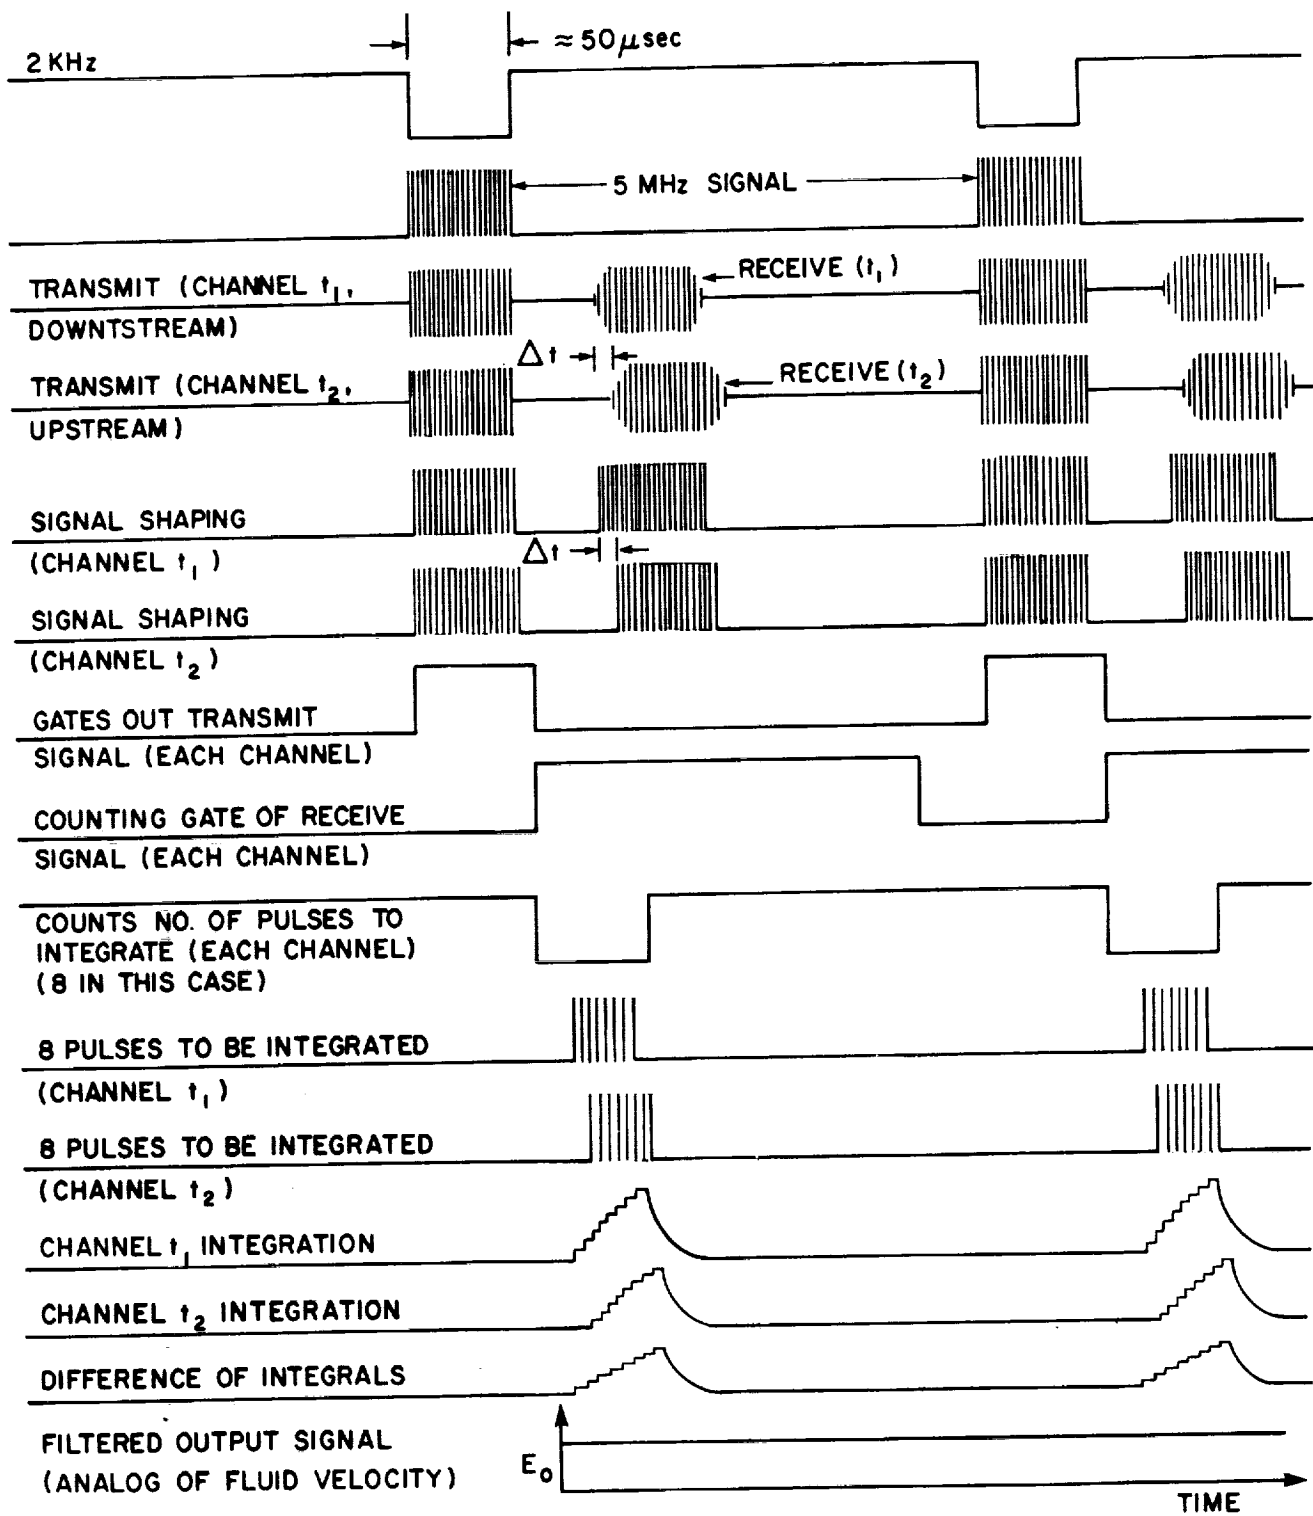 ≈ 50 μsec
2 KHz
5 MHz SIGNAL
RECEIVE (t₁)
TRANSMIT (CHANNEL t₁,
DOWNTSTREAM)
Δt
RECEIVE (t₂)
TRANSMIT (CHANNEL t₂,
UPSTREAM)
SIGNAL SHAPING
(CHANNEL t₁)
Δt
SIGNAL SHAPING
(CHANNEL t₂)
GATES OUT TRANSMIT
SIGNAL (EACH CHANNEL)
COUNTING GATE OF RECEIVE
SIGNAL (EACH CHANNEL)
COUNTS NO. OF PULSES TO
INTEGRATE (EACH CHANNEL)
(8 IN THIS CASE)
8 PULSES TO BE INTEGRATED
(CHANNEL t₁)
8 PULSES TO BE INTEGRATED
(CHANNEL t₂)
CHANNEL t₁ INTEGRATION
CHANNEL t₂ INTEGRATION
DIFFERENCE OF INTEGRALS
FILTERED OUTPUT SIGNAL
(ANALOG OF FLUID VELOCITY)
E₀
TIME